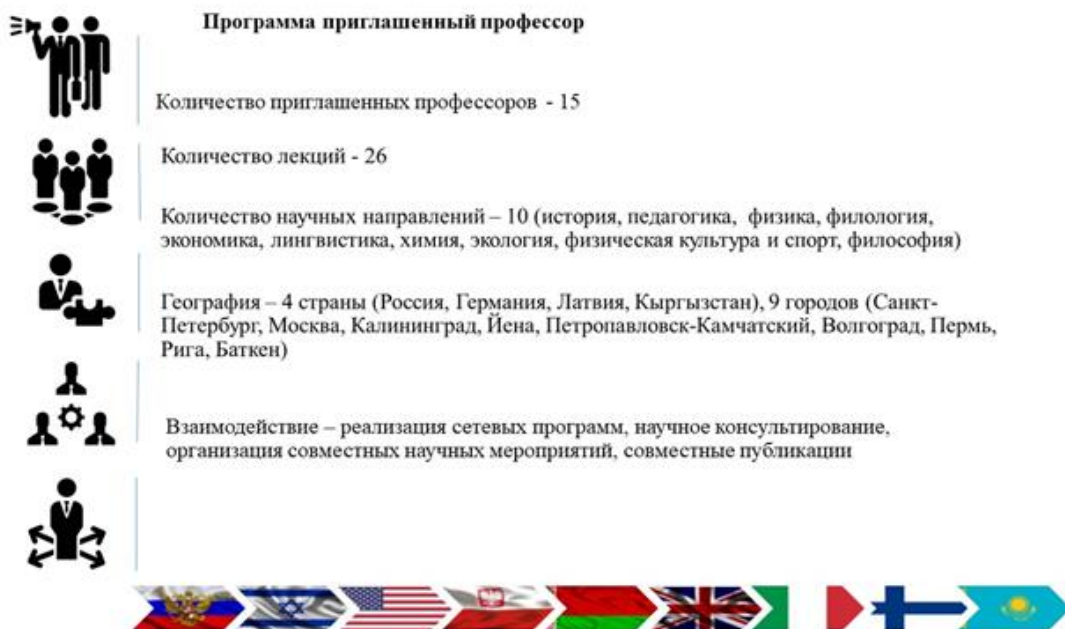 Программа приглашенный профессор
Количество приглашенных профессоров - 15
Количество лекций - 26
Количество научных направлений – 10 (история, педагогика, физика, филология,
экономика, лингвистика, химия, экология, физическая культура и спорт, философия)
География – 4 страны (Россия, Германия, Латвия, Кыргызстан), 9 городов (Санкт-
Петербург, Москва, Калининград, Йена, Петропавловск-Камчатский, Волгоград, Пермь,
Рига, Баткен)
Взаимодействие – реализация сетевых программ, научное консультирование,
организация совместных научных мероприятий, совместные публикации